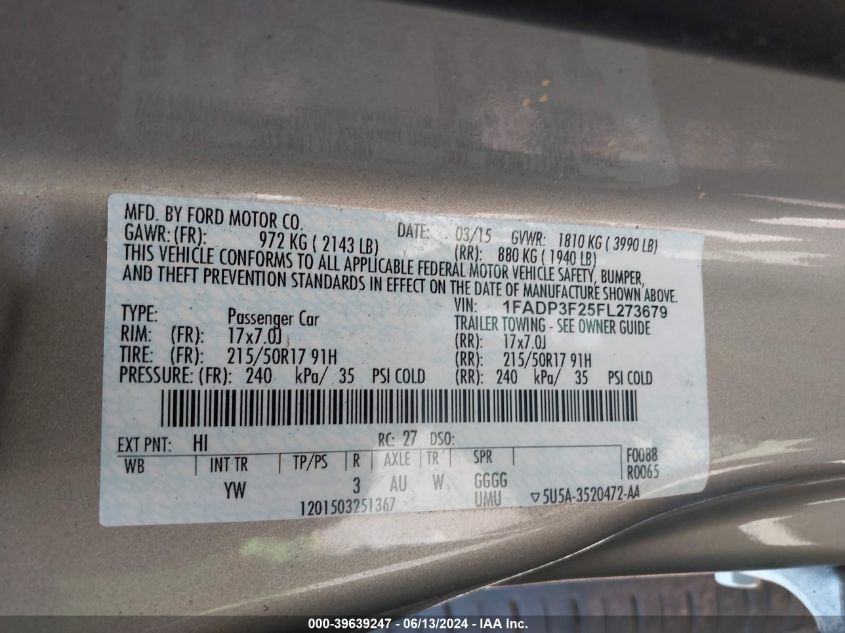 MFD. BY FORD MOTOR CO.
DATE: 03/15 GVWR: 1810 KG ( 3990 LB)
GAWR: (FR): 972 KG ( 2143 LB) (RR): 880 KG ( 1940 LB)
THIS VEHICLE CONFORMS TO ALL APPLICABLE FEDERAL MOTOR VEHICLE SAFETY, BUMPER,
AND THEFT PREVENTION STANDARDS IN EFFECT ON THE DATE OF MANUFACTURE SHOWN ABOVE.
VIN: 1FADP3F25FL273679
TYPE: Passenger Car TRAILER TOWING - SEE OWNER GUIDE
RIM: (FR): 17x7.0J (RR): 17x7.0J
TIRE: (FR): 215/50R17 91H (RR): 215/50R17 91H
PRESSURE: (FR): 240 kPa/ 35 PSI COLD (RR): 240 kPa/ 35 PSI COLD
EXT PNT: HI RC: 27 DSO:
WB INT TR TP/PS R AXLE TR SPR F0088
YW 3 AU W GGGG R0065
1201503251367 UMU ▽5U5A-3520472-AA
000-39639247 - 06/13/2024 - IAAI.com